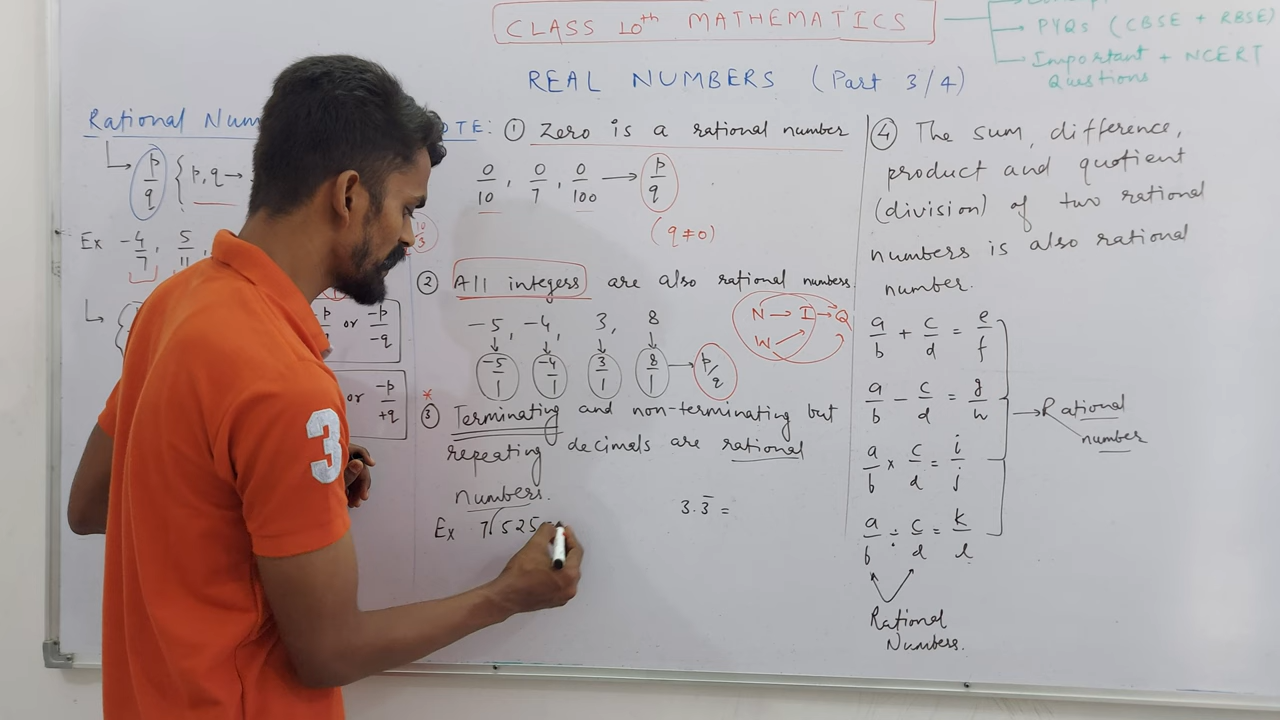 CLASS 10th MATHEMATICS
PYQs (CBSE + RBSE)
Important + NCERT
Questions
REAL NUMBERS (Part 3/4)
Rational Num
p/q { p, q →
Ex -4/7, 5/11,
10/3
or -p/-q
or -p/+q
OTE: ① Zero is a rational number
0/10, 0/7, 0/100 → p/q
(q ≠ 0)
② All integers are also rational numbers.
-5, -4, 3, 8
-5/1 -4/1 3/1 8/1 → p/q
N → I → Q
W
*
③ Terminating and non-terminating but
repeating decimals are rational
numbers.
Ex 7(525
3.3̅ =
④ The sum, difference,
product and quotient
(division) of two rational
numbers is also rational
number.
a/b + c/d = e/f
a/b - c/d = g/h
a/b × c/d = i/j
a/b ÷ c/d = k/l
→ Rational
number
Rational
Numbers.
3